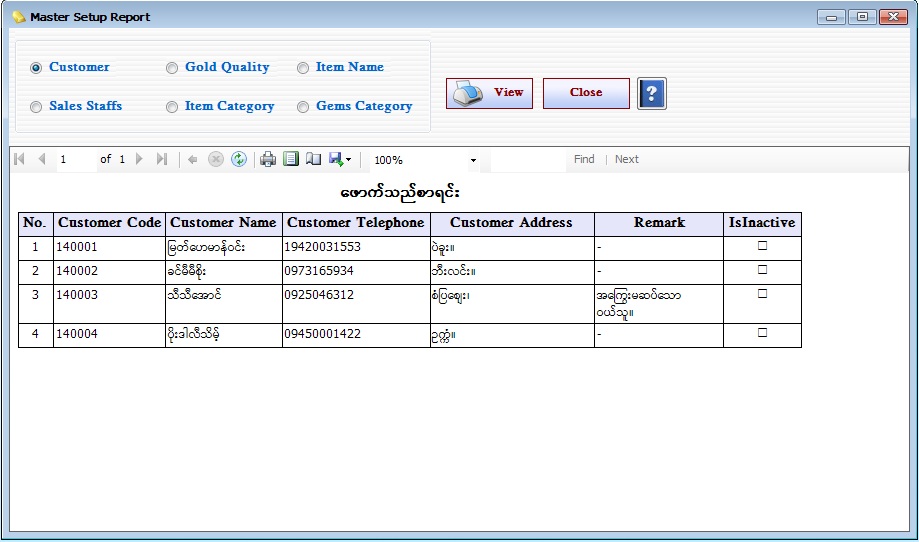 Master Setup Report
Customer Gold Quality Item Name
Sales Staffs Item Category Gems Category
View Close ?
1 of 1 100% Find | Next
ဖောက်သည်စာရင်း
No. Customer Code Customer Name Customer Telephone Customer Address Remark IsInactive
1 140001 မြတ်ဟေမာန်ဝင်း 19420031553 ပဲခူး။ -
2 140002 ခင်မီမီစိုး 0973165934 ဘီးလင်း။ -
3 140003 သီသီအောင် 0925046312 စံပြဈေး၊ အကြွေးမဆပ်သော
ဝယ်သူ။
4 140004 ပိုးဒါလီသိမ့် 09450001422 ဥက္ကံ။ -